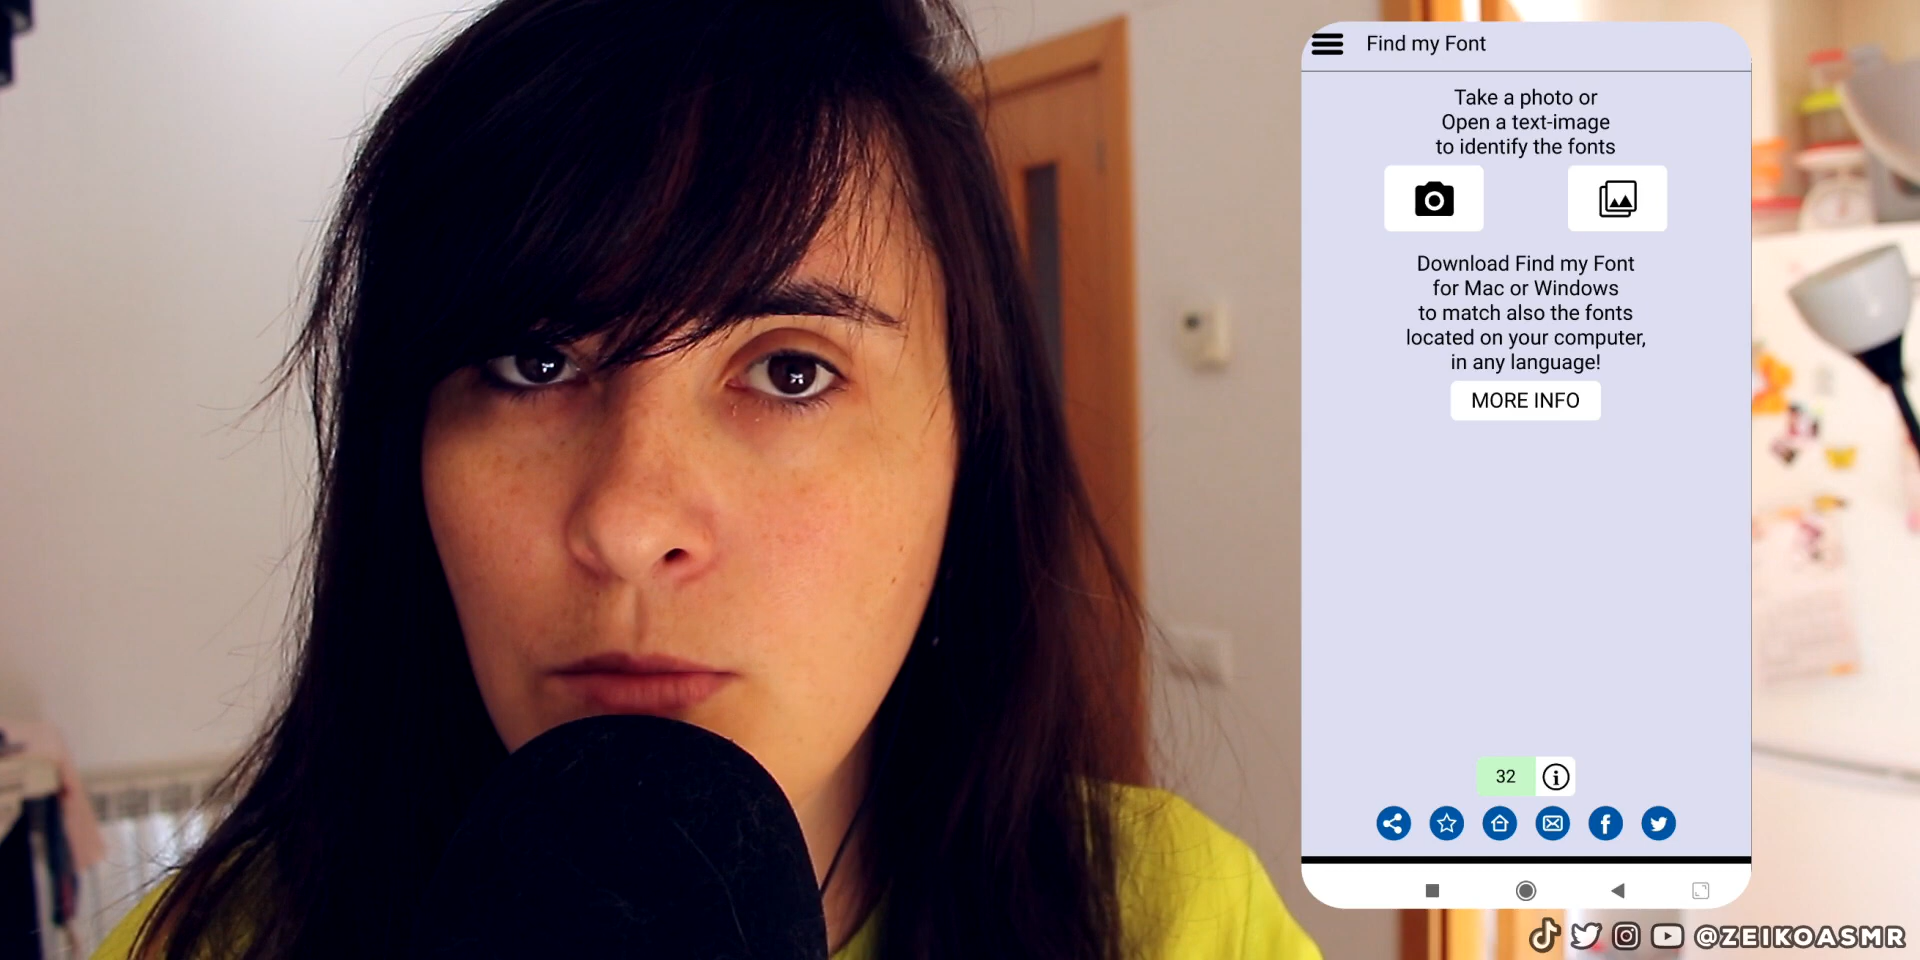 Find my Font
Take a photo or
Open a text-image
to identify the fonts
Download Find my Font
for Mac or Windows
to match also the fonts
located on your computer,
in any language!
MORE INFO
32
@ZEIKOASMR